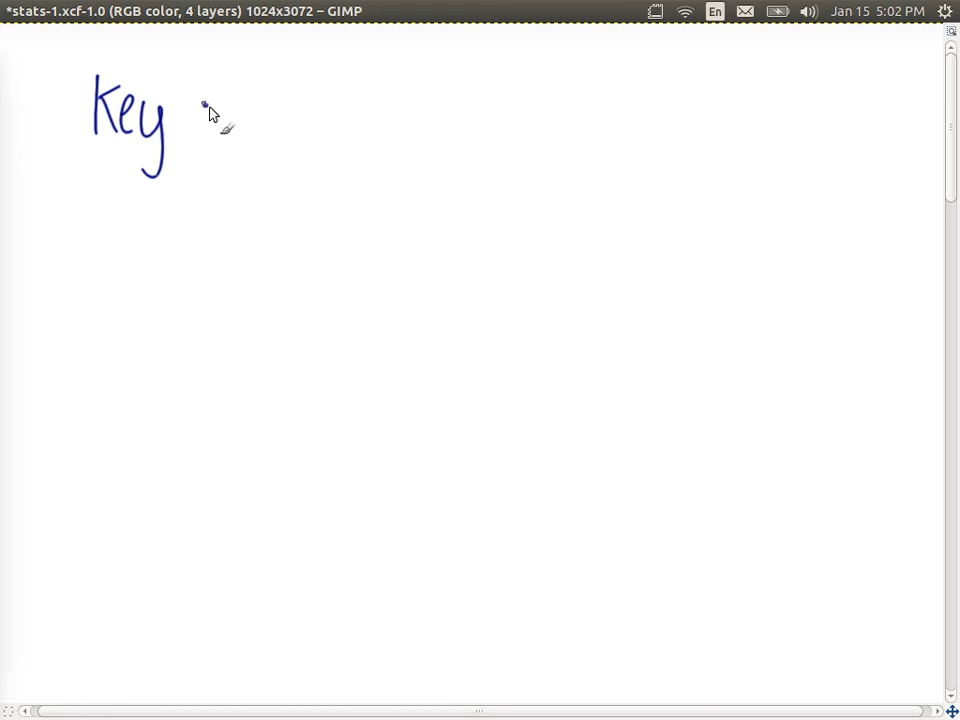 *stats-1.xcf-1.0 (RGB color, 4 layers) 1024x3072 – GIMP
En
Jan 15 5:02 PM
Key